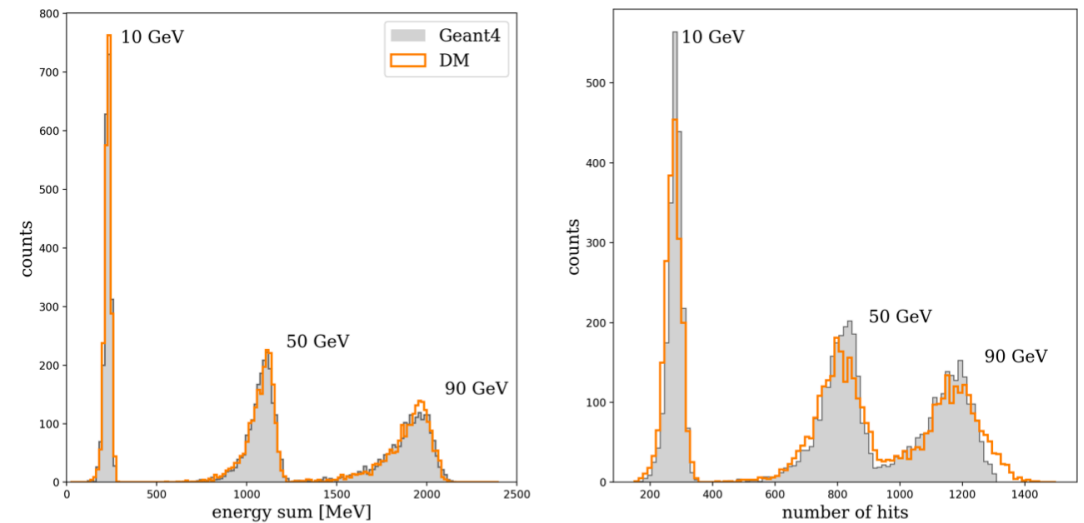 800
700
600
500
400
300
200
100
0
counts
10 GeV
50 GeV
90 GeV
Geant4
DM
0 500 1000 1500 2000 2500
energy sum [MeV]
500
400
300
200
100
0
counts
10 GeV
50 GeV
90 GeV
200 400 600 800 1000 1200 1400
number of hits